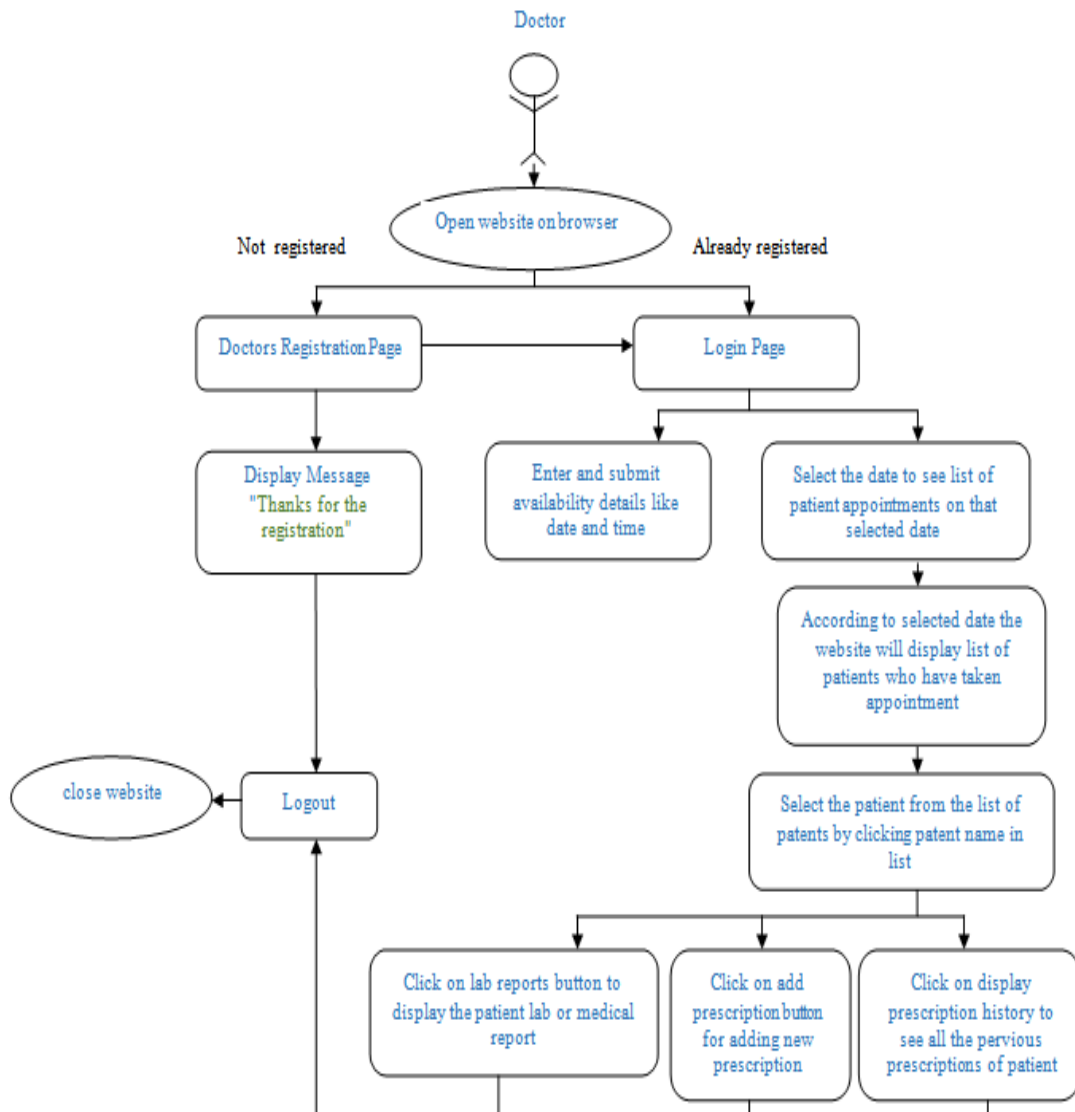 Doctor
Open website on browser
Not registered
Already registered
Doctors Registration Page
Login Page
Display Message
"Thanks for the
registration"
Enter and submit
availability details like
date and time
Select the date to see list of
patient appointments on that
selected date
According to selected date the
website will display list of
patients who have taken
appointment
close website
Logout
Select the patient from the list of
patents by clicking patent name in
list
Click on lab reports button to
display the patient lab or medical
report
Click on add
prescription button
for adding new
prescription
Click on display
prescription history to
see all the pervious
prescriptions of patient